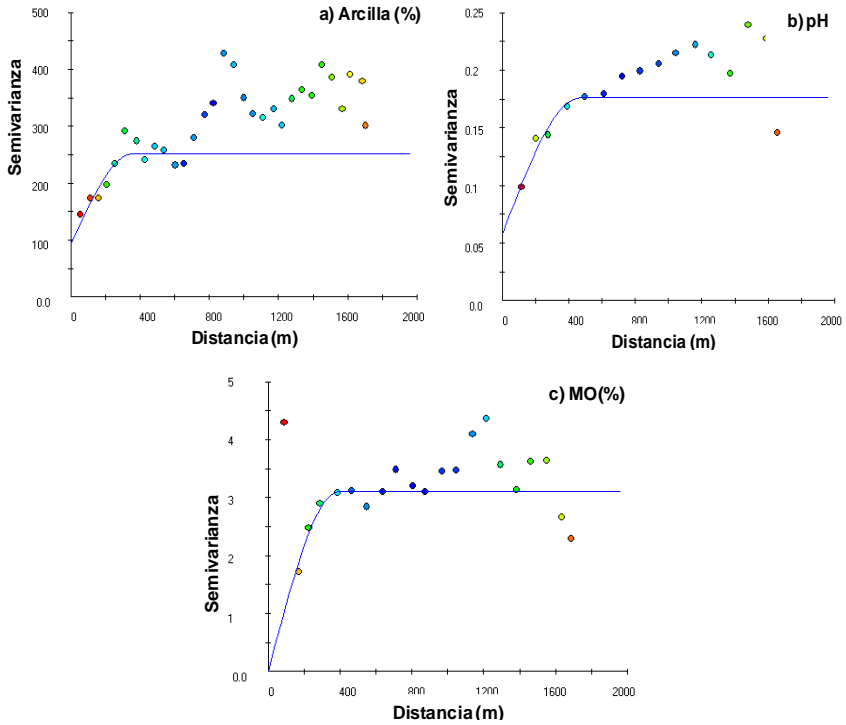 a) Arcilla (%)
Semivarianza
500
400
300
200
100
0.0
0 400 800 1200 1600 2000
Distancia (m)
b) pH
Semivarianza
0.25
0.2
0.15
0.1
0.05
0.0
0 400 800 1200 1600 2000
Distancia (m)
c) MO(%)
Semivarianza
5
4
3
2
1
0.0
0 400 800 1200 1600 2000
Distancia (m)